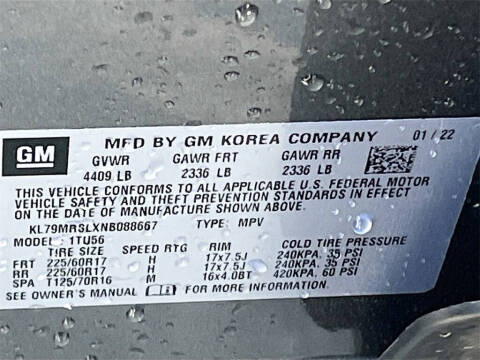 GM
MFD BY GM KOREA COMPANY 01/22
GVWR GAWR FRT GAWR RR
4409 LB 2336 LB 2336 LB
THIS VEHICLE CONFORMS TO ALL APPLICABLE U.S. FEDERAL MOTOR
VEHICLE SAFETY AND THEFT PREVENTION STANDARDS IN EFFECT ON
THE DATE OF MANUFACTURE SHOWN ABOVE.
KL79MRSLXNB088667 TYPE: MPV
MODEL: 1TU56
TIRE SIZE SPEED RTG RIM COLD TIRE PRESSURE
FRT 225/60R17 H 17x7.5J 240KPA, 35 PSI
RR 225/60R17 H 17x7.5J 240KPA, 35 PSI
SPA T125/70R16 M 16x4.0BT 420KPA, 60 PSI
SEE OWNER'S MANUAL FOR MORE INFORMATION.